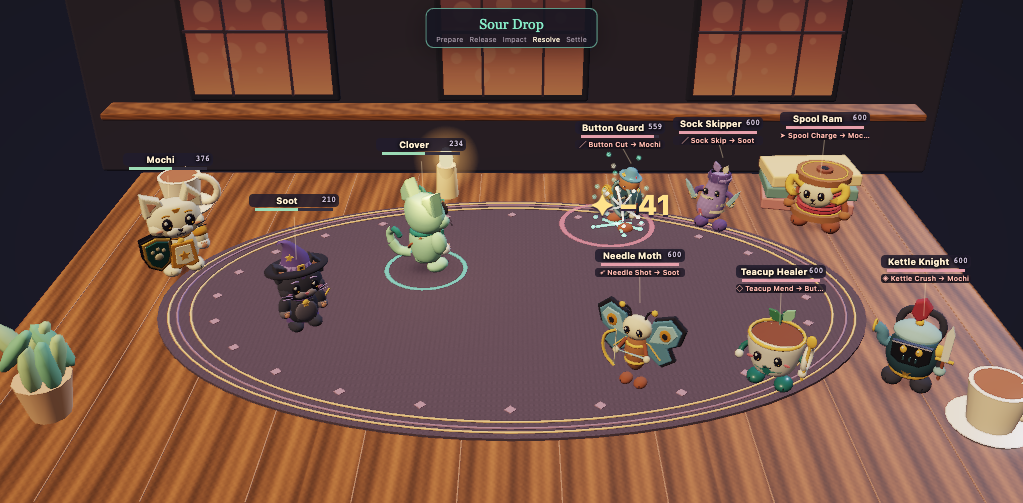 Sour Drop
Prepare Release Impact Resolve Settle
Mochi 376
Soot 210
Clover 234
Button Guard 559
Button Cut → Mochi
Sock Skipper 600
Sock Skip → Soot
Spool Ram 600
Spool Charge → Moc...
-41
Needle Moth 600
Needle Shot → Soot
Teacup Healer 600
Teacup Mend → But...
Kettle Knight 600
Kettle Crush → Mochi